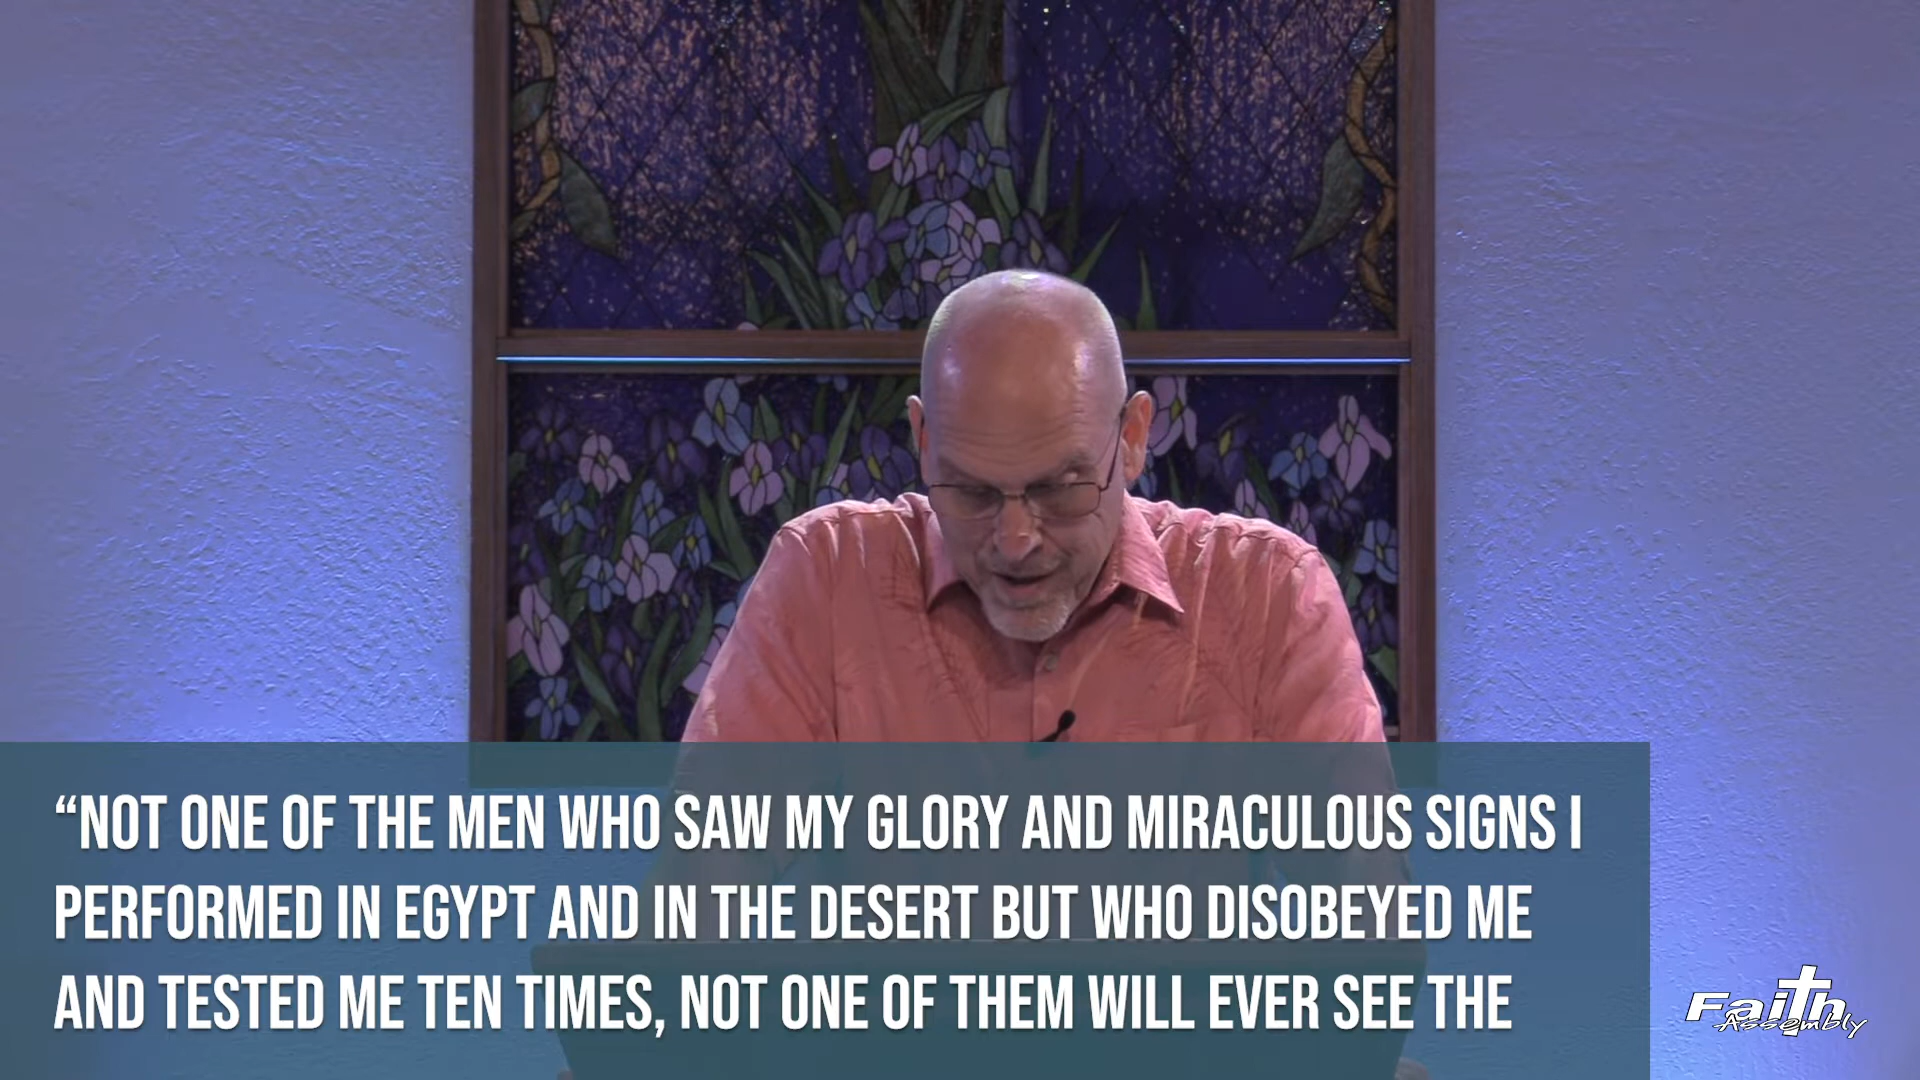 “NOT ONE OF THE MEN WHO SAW MY GLORY AND MIRACULOUS SIGNS I
PERFORMED IN EGYPT AND IN THE DESERT BUT WHO DISOBEYED ME
AND TESTED ME TEN TIMES, NOT ONE OF THEM WILL EVER SEE THE
Faith
Assembly